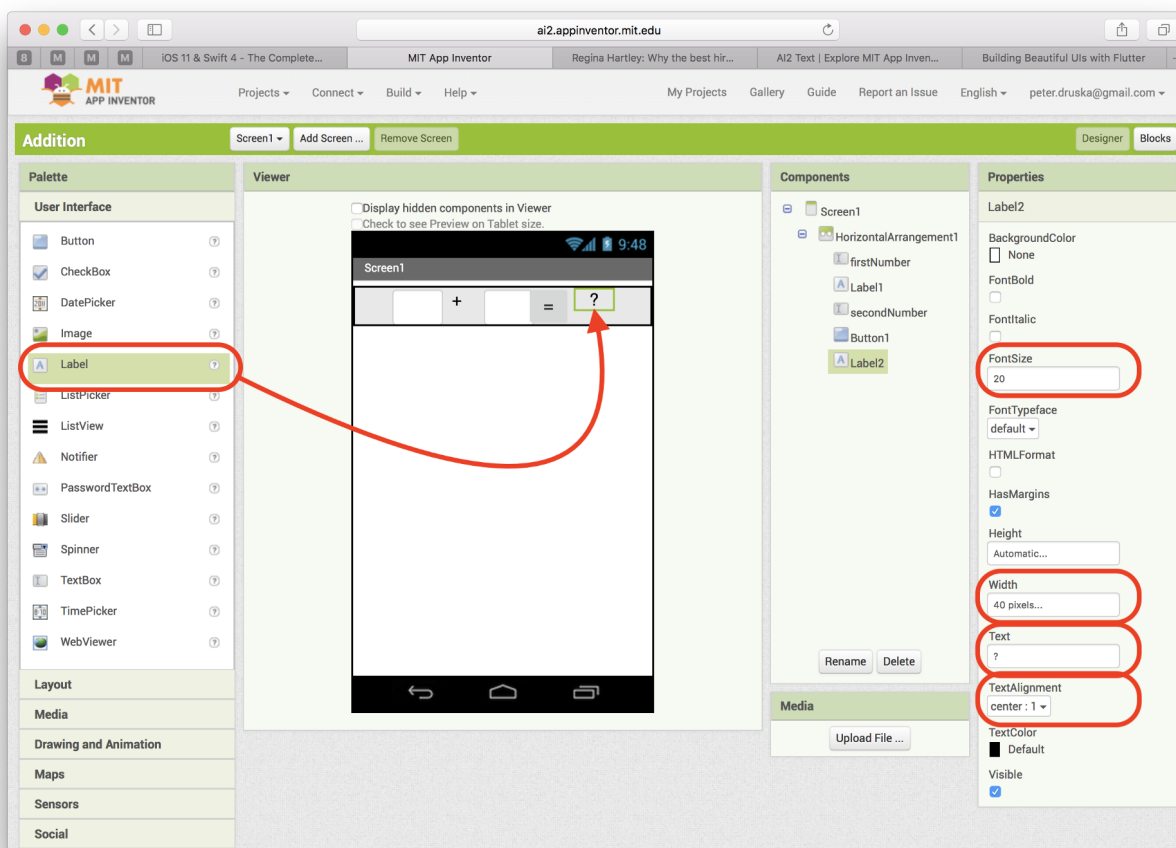 ai2.appinventor.mit.edu
8 M M M iOS 11 & Swift 4 - The Complete... MIT App Inventor Regina Hartley: Why the best hir... AI2 Text | Explore MIT App Inven... Building Beautiful UIs with Flutter
MIT
APP INVENTOR
Projects Connect Build Help My Projects Gallery Guide Report an Issue English peter.druska@gmail.com
Addition Screen1 Add Screen ... Remove Screen Designer Blocks
Palette
User Interface
Button ?
CheckBox ?
DatePicker ?
Image ?
A Label ?
ListPicker ?
ListView ?
Notifier ?
PasswordTextBox ?
Slider ?
Spinner ?
TextBox ?
TimePicker ?
WebViewer ?
Layout
Media
Drawing and Animation
Maps
Sensors
Social
Viewer
Display hidden components in Viewer
Check to see Preview on Tablet size.
9:48
Screen1
+ = ?
Components
Screen1
HorizontalArrangement1
firstNumber
A Label1
secondNumber
Button1
A Label2
Rename Delete
Media
Upload File ...
Properties
Label2
BackgroundColor
None
FontBold
FontItalic
FontSize
20
FontTypeface
default
HTMLFormat
HasMargins
Height
Automatic...
Width
40 pixels...
Text
?
TextAlignment
center : 1
TextColor
Default
Visible